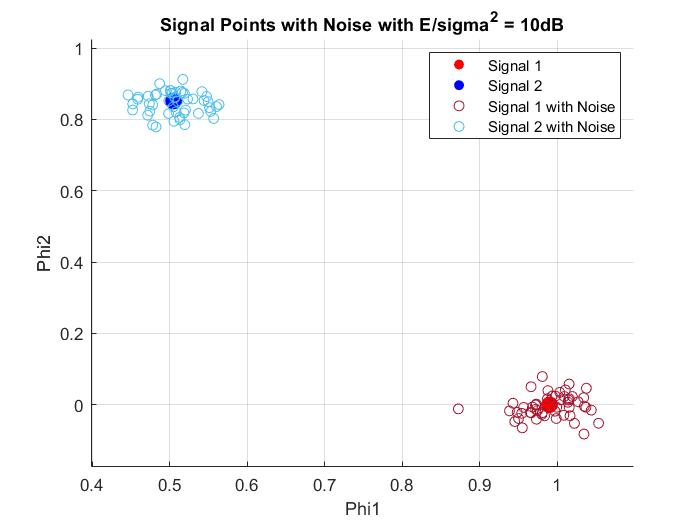 Signal Points with Noise with E/sigma² = 10dB
Signal 1
Signal 2
Signal 1 with Noise
Signal 2 with Noise
1
0.8
0.6
0.4
0.2
0
Phi2
0.4 0.5 0.6 0.7 0.8 0.9 1
Phi1